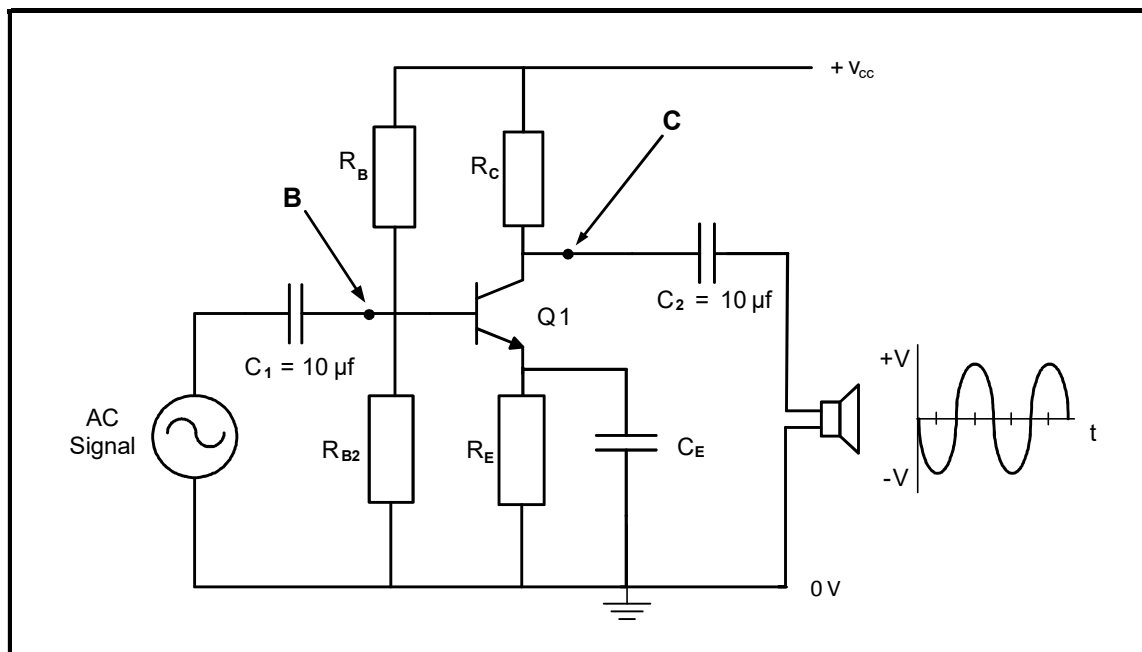 + Vcc
C
RB
RC
B
Q1
C2 = 10 µf
C1 = 10 µf
+V
AC
Signal
RB2
RE
CE
t
-V
0 V